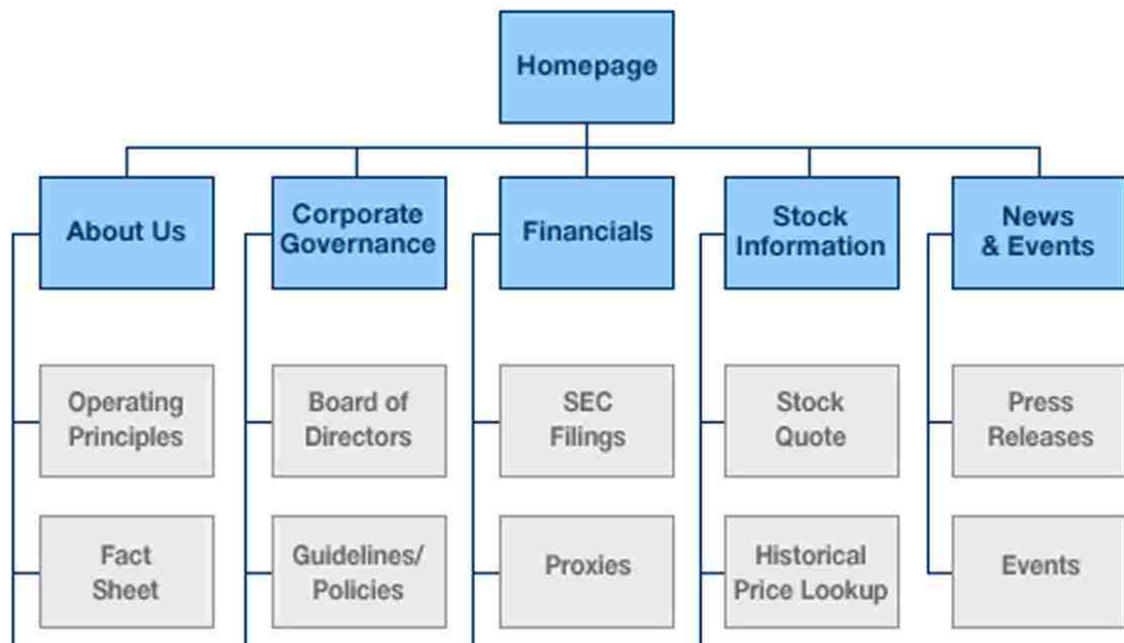 Homepage
About Us
Corporate
Governance
Financials
Stock
Information
News
& Events
Operating
Principles
Board of
Directors
SEC
Filings
Stock
Quote
Press
Releases
Fact
Sheet
Guidelines/
Policies
Proxies
Historical
Price Lookup
Events